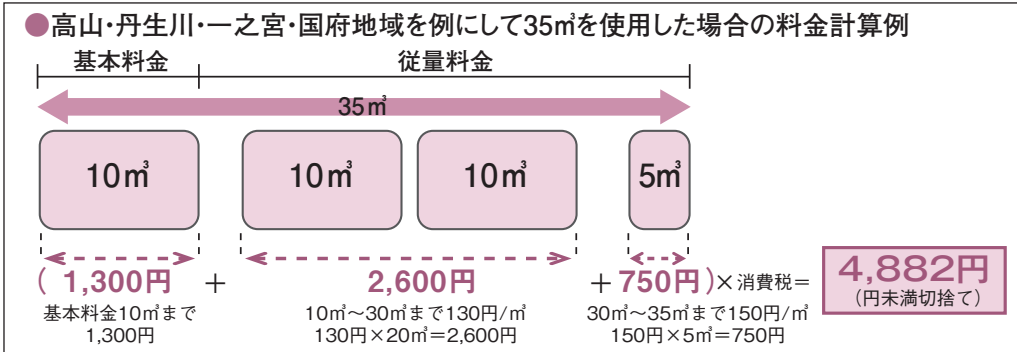 ●高山・丹生川・一之宮・国府地域を例にして35㎥を使用した場合の料金計算例
基本料金 従量料金
35㎥
10㎥ 10㎥ 10㎥ 5㎥
( 1,300円 + 2,600円 + 750円 ) ×消費税= 4,882円
(円未満切捨て)
基本料金10㎥まで 10㎥〜30㎥まで130円/㎥ 30㎥〜35㎥まで150円/㎥
1,300円 130円×20㎥=2,600円 150円×5㎥=750円